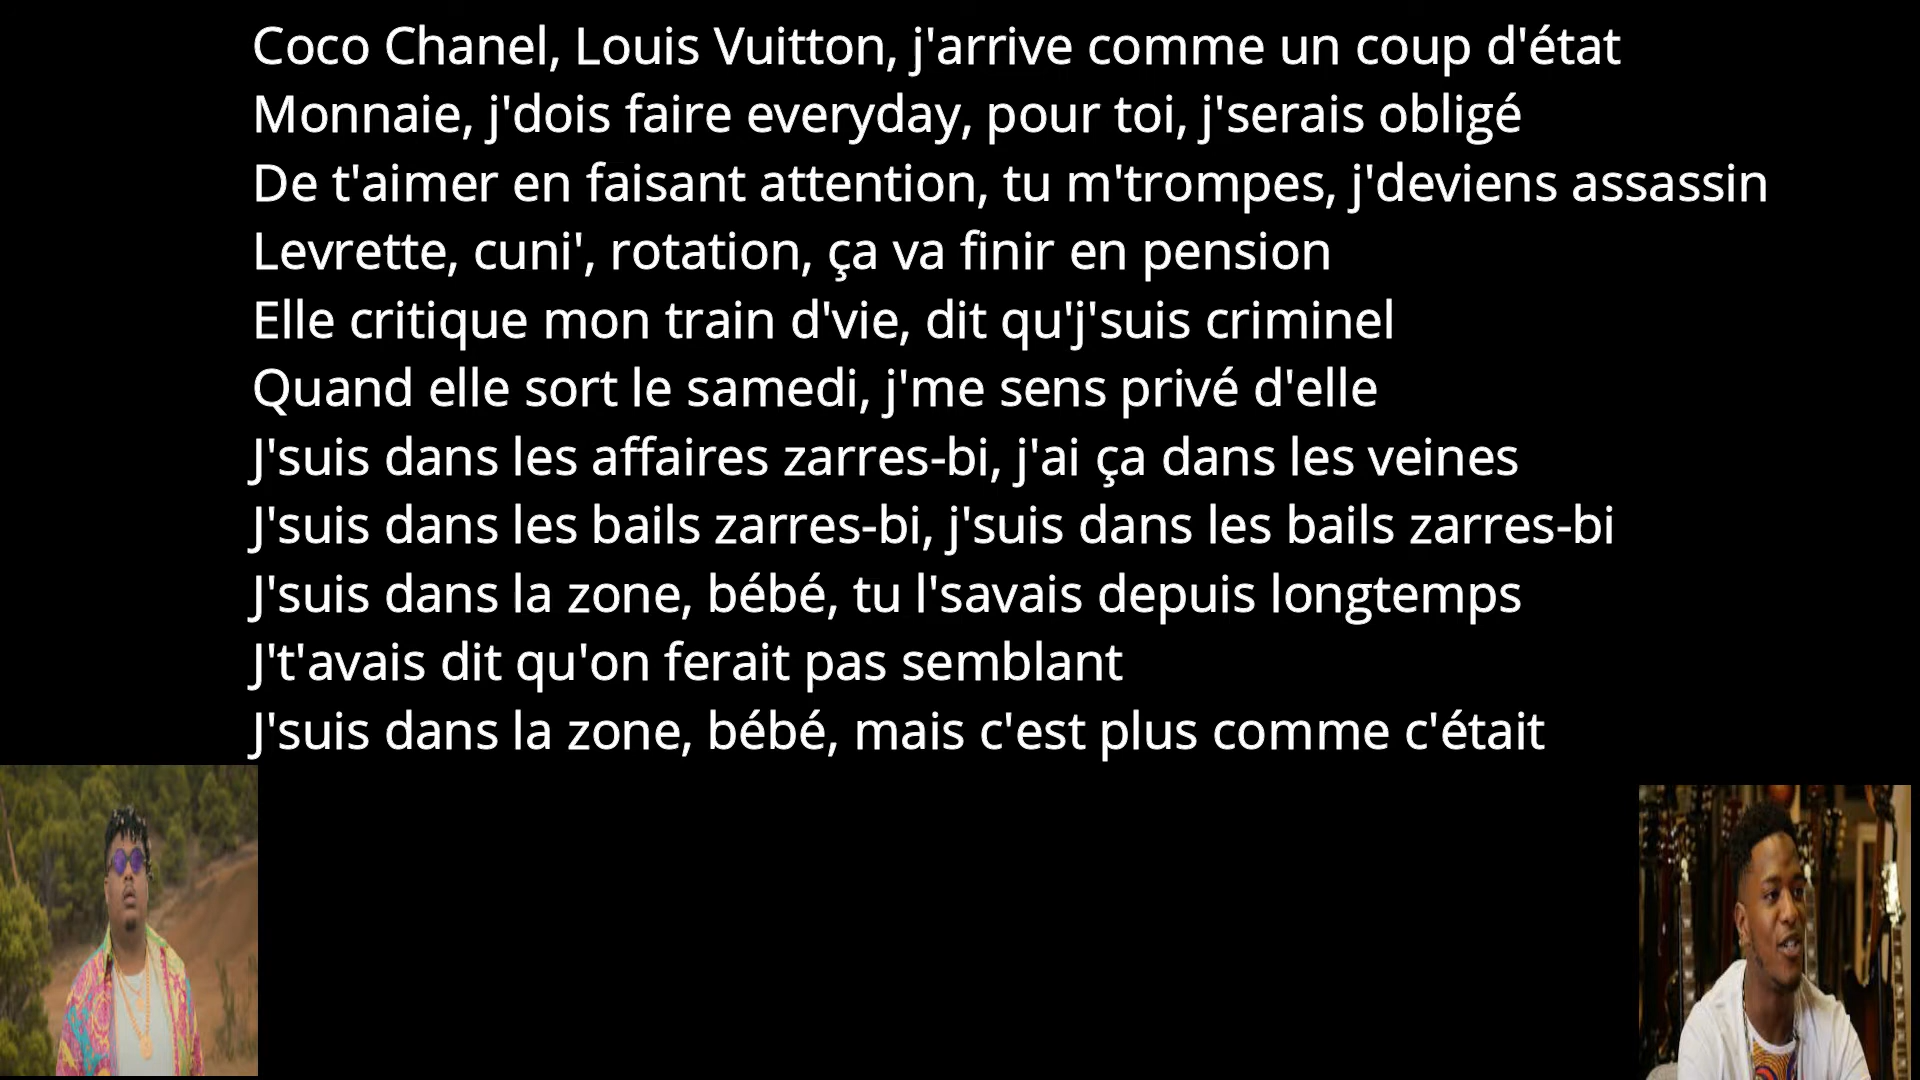 Coco Chanel, Louis Vuitton, j'arrive comme un coup d'état
Monnaie, j'dois faire everyday, pour toi, j'serais obligé
De t'aimer en faisant attention, tu m'trompes, j'deviens assassin
Levrette, cuni', rotation, ça va finir en pension
Elle critique mon train d'vie, dit qu'j'suis criminel
Quand elle sort le samedi, j'me sens privé d'elle
J'suis dans les affaires zarres-bi, j'ai ça dans les veines
J'suis dans les bails zarres-bi, j'suis dans les bails zarres-bi
J'suis dans la zone, bébé, tu l'savais depuis longtemps
J't'avais dit qu'on ferait pas semblant
J'suis dans la zone, bébé, mais c'est plus comme c'était